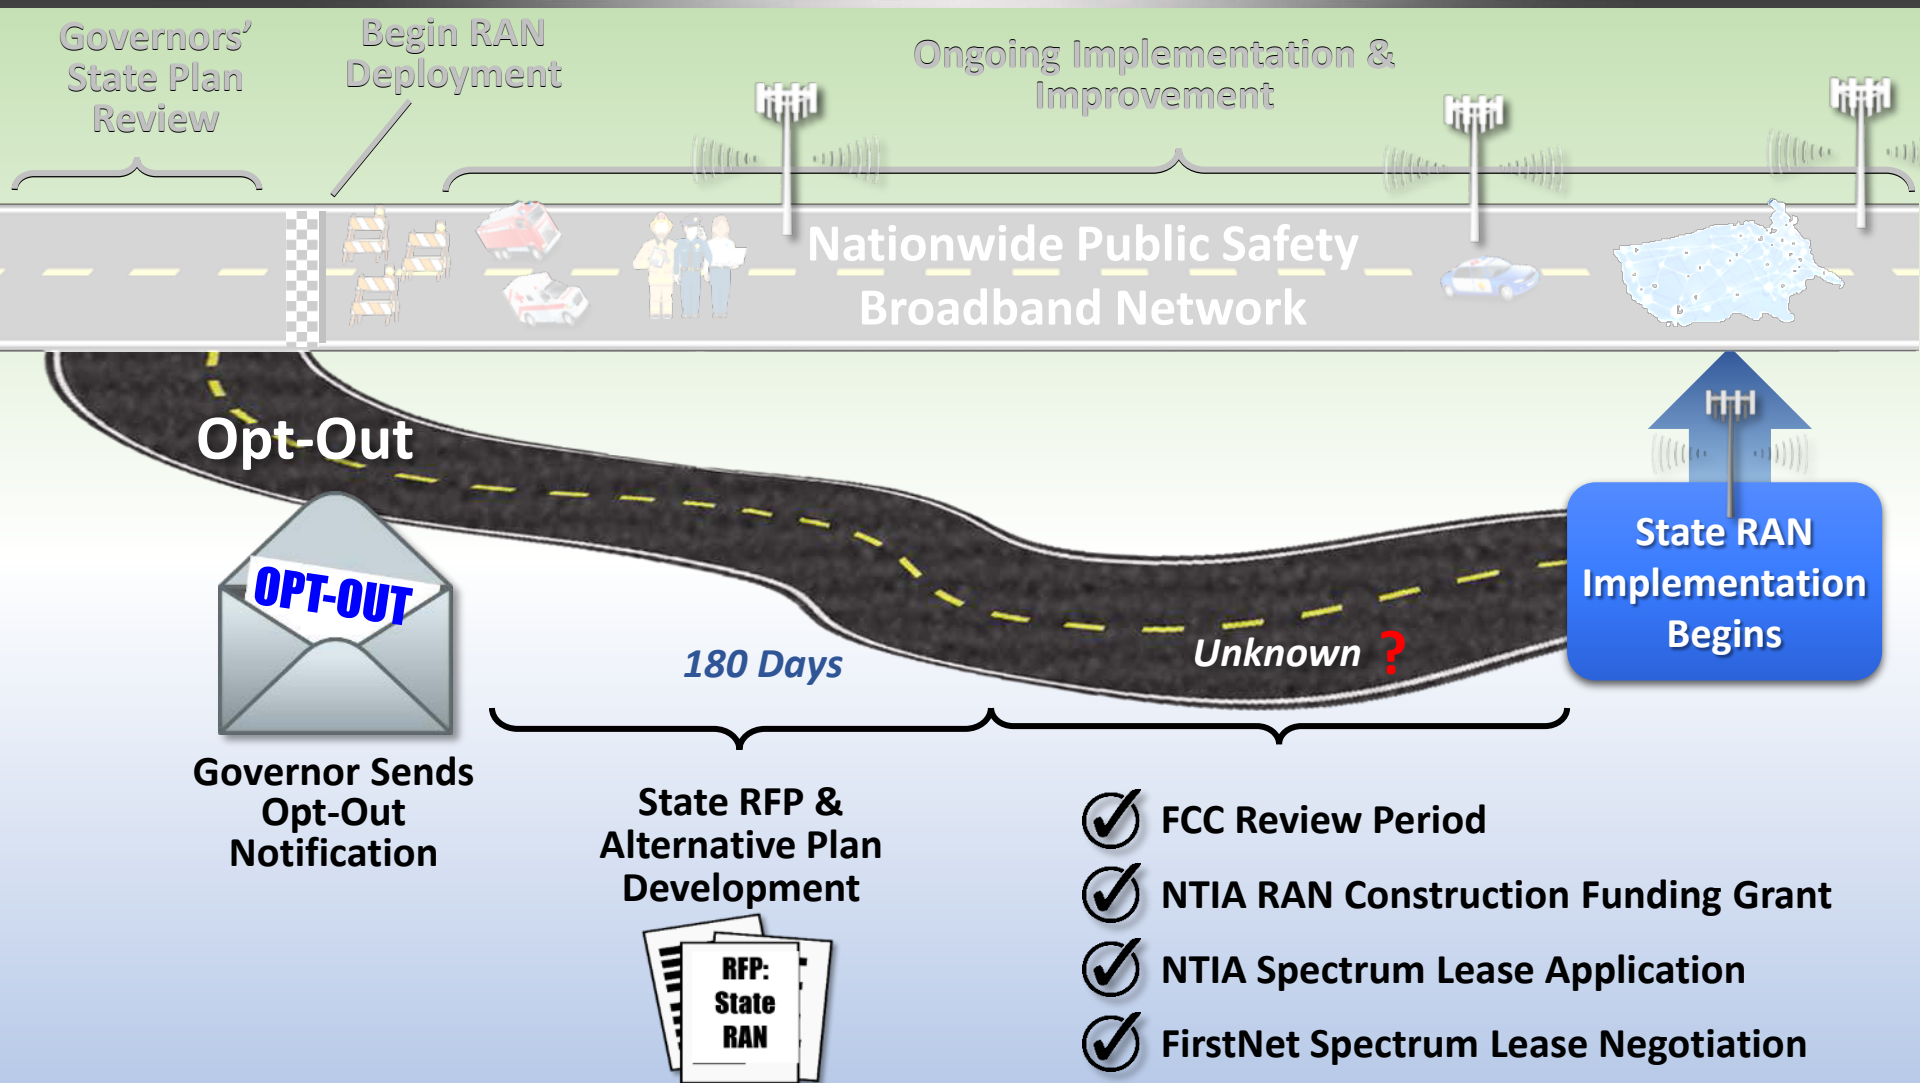 Governors’
State Plan
Review
Begin RAN
Deployment
Ongoing Implementation &
Improvement
Nationwide Public Safety
Broadband Network
Opt-Out
OPT-OUT
Governor Sends
Opt-Out
Notification
180 Days
State RFP &
Alternative Plan
Development
RFP:
State
RAN
Unknown ?
FCC Review Period
NTIA RAN Construction Funding Grant
NTIA Spectrum Lease Application
FirstNet Spectrum Lease Negotiation
State RAN
Implementation
Begins